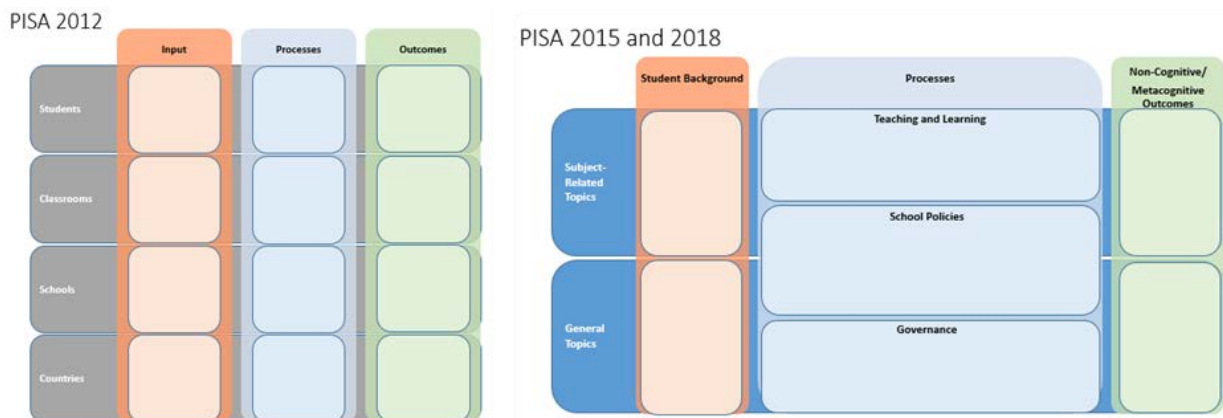 PISA 2012
Input
Processes
Outcomes
Students
Classrooms
Schools
Countries
PISA 2015 and 2018
Student Background
Processes
Non-Cognitive/
Metacognitive
Outcomes
Teaching and Learning
Subject-
Related
Topics
School Policies
General
Topics
Governance